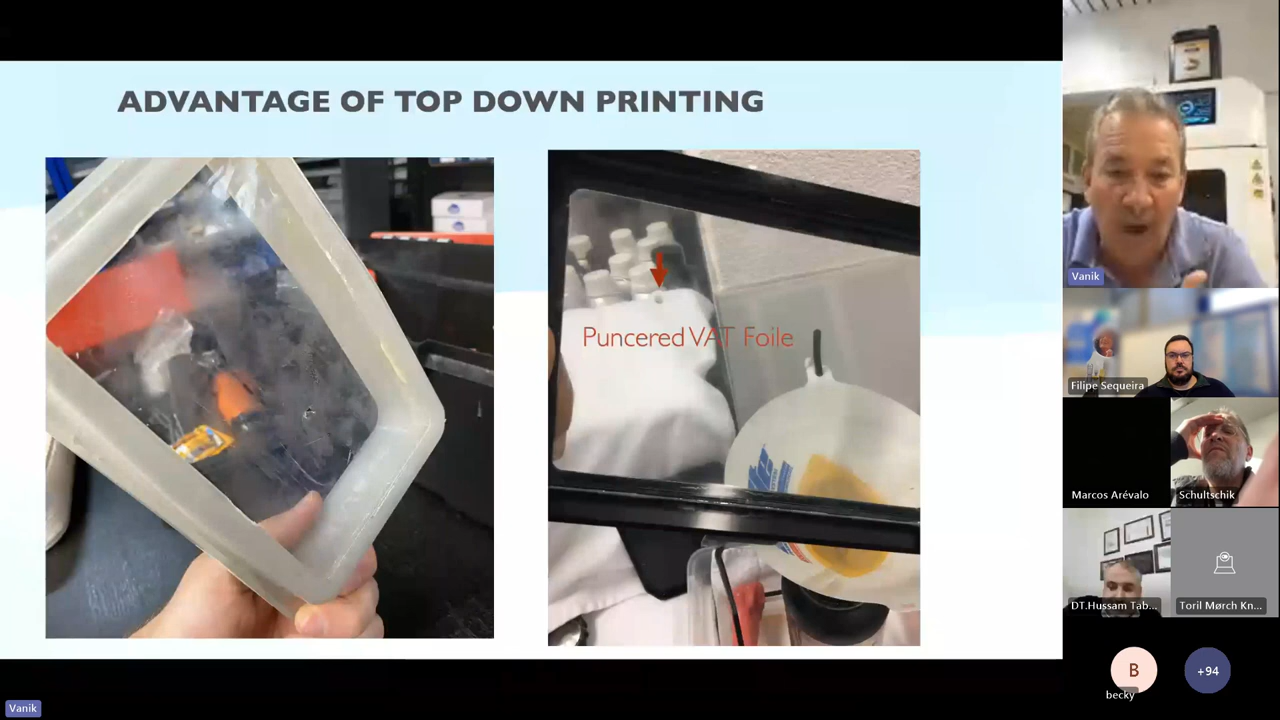 ADVANTAGE OF TOP DOWN PRINTING
Puncered VAT Foile
Vanik
Filipe Sequeira
Marcos Arévalo
Schultschik
DT.Hussam Tab...
Toril Mørch Kn...
B
becky
+94
Vanik